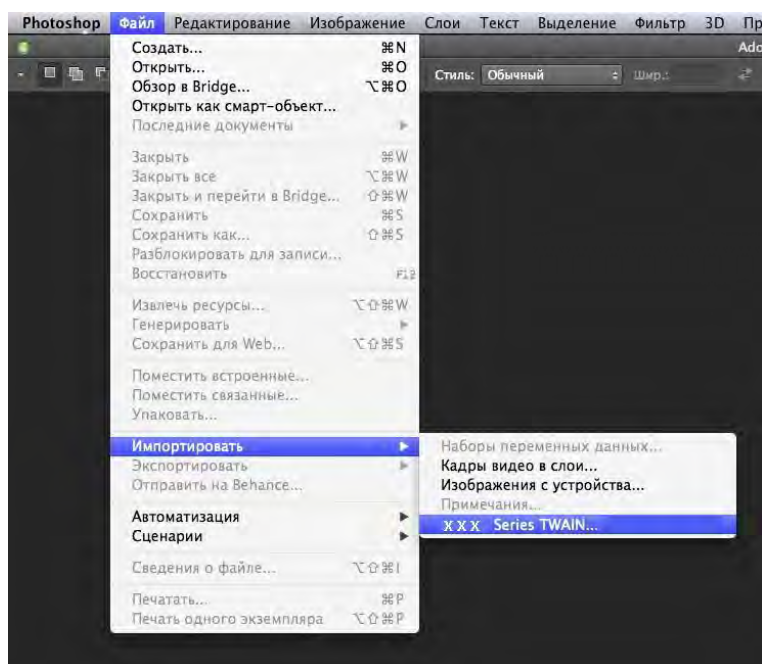 Photoshop Файл Редактирование Изображение Слои Текст Выделение Фильтр 3D Пр
Ado
Стиль: Обычный Шир.:
Создать... ⌘N
Открыть... ⌘O
Обзор в Bridge... ⌥⌘O
Открыть как смарт-объект...
Последние документы
Закрыть ⌘W
Закрыть все ⌥⌘W
Закрыть и перейти в Bridge... ⇧⌘W
Сохранить ⌘S
Сохранить как... ⇧⌘S
Разблокировать для записи...
Восстановить F12
Извлечь ресурсы... ⌥⇧⌘W
Генерировать
Сохранить для Web... ⌥⇧⌘S
Поместить встроенные...
Поместить связанные...
Упаковать...
Импортировать
Экспортировать
Отправить на Behance...
Автоматизация
Сценарии
Сведения о файле... ⌥⇧⌘I
Печатать... ⌘P
Печать одного экземпляра ⌥⇧⌘P
Наборы переменных данных...
Кадры видео в слои...
Изображения с устройства...
Примечания...
X X X Series TWAIN...